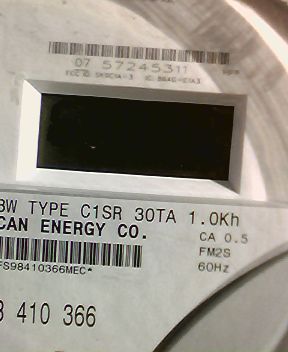 07 57245311
3W TYPE C1SR 30TA 1.0Kh
CAN ENERGY CO.
CA 0.5
FM2S
60Hz
FS98410366MEC*
8 410 366